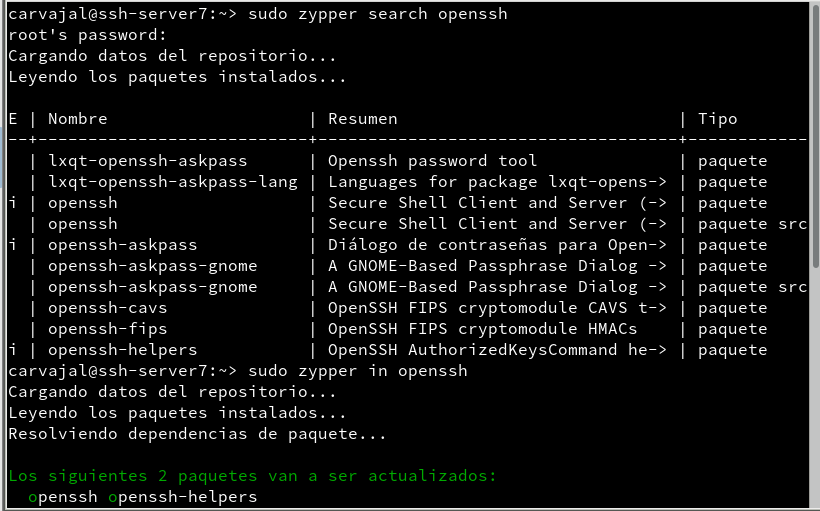 carvajal@ssh-server7:~> sudo zypper search openssh
root's password:
Cargando datos del repositorio...
Leyendo los paquetes instalados...
E | Nombre                     | Resumen                            | Tipo
--+----------------------------+------------------------------------+------------
  | lxqt-openssh-askpass       | Openssh password tool              | paquete
  | lxqt-openssh-askpass-lang  | Languages for package lxqt-opens-> | paquete
i | openssh                    | Secure Shell Client and Server (-> | paquete
  | openssh                    | Secure Shell Client and Server (-> | paquete src
i | openssh-askpass            | Diálogo de contraseñas para Open-> | paquete
  | openssh-askpass-gnome      | A GNOME-Based Passphrase Dialog -> | paquete
  | openssh-askpass-gnome      | A GNOME-Based Passphrase Dialog -> | paquete src
  | openssh-cavs               | OpenSSH FIPS cryptomodule CAVS t-> | paquete
  | openssh-fips               | OpenSSH FIPS cryptomodule HMACs    | paquete
i | openssh-helpers            | OpenSSH AuthorizedKeysCommand he-> | paquete
carvajal@ssh-server7:~> sudo zypper in openssh
Cargando datos del repositorio...
Leyendo los paquetes instalados...
Resolviendo dependencias de paquete...
Los siguientes 2 paquetes van a ser actualizados:
  openssh openssh-helpers